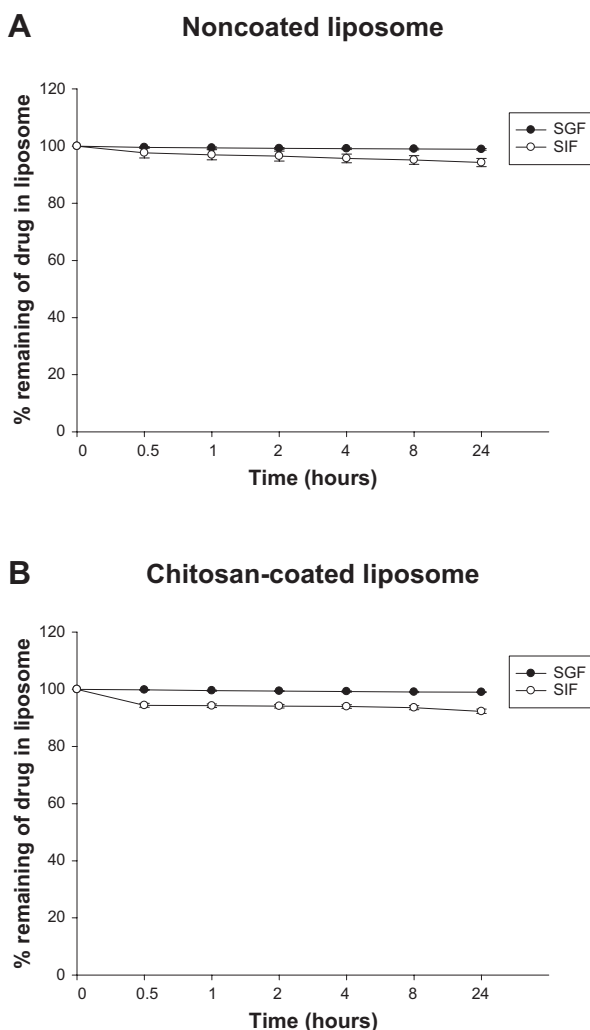 A
Noncoated liposome
% remaining of drug in liposome
120
100
80
60
40
20
0
0 0.5 1 2 4 8 24
Time (hours)
SGF
SIF
B
Chitosan-coated liposome
% remaining of drug in liposome
120
100
80
60
40
20
0
0 0.5 1 2 4 8 24
Time (hours)
SGF
SIF